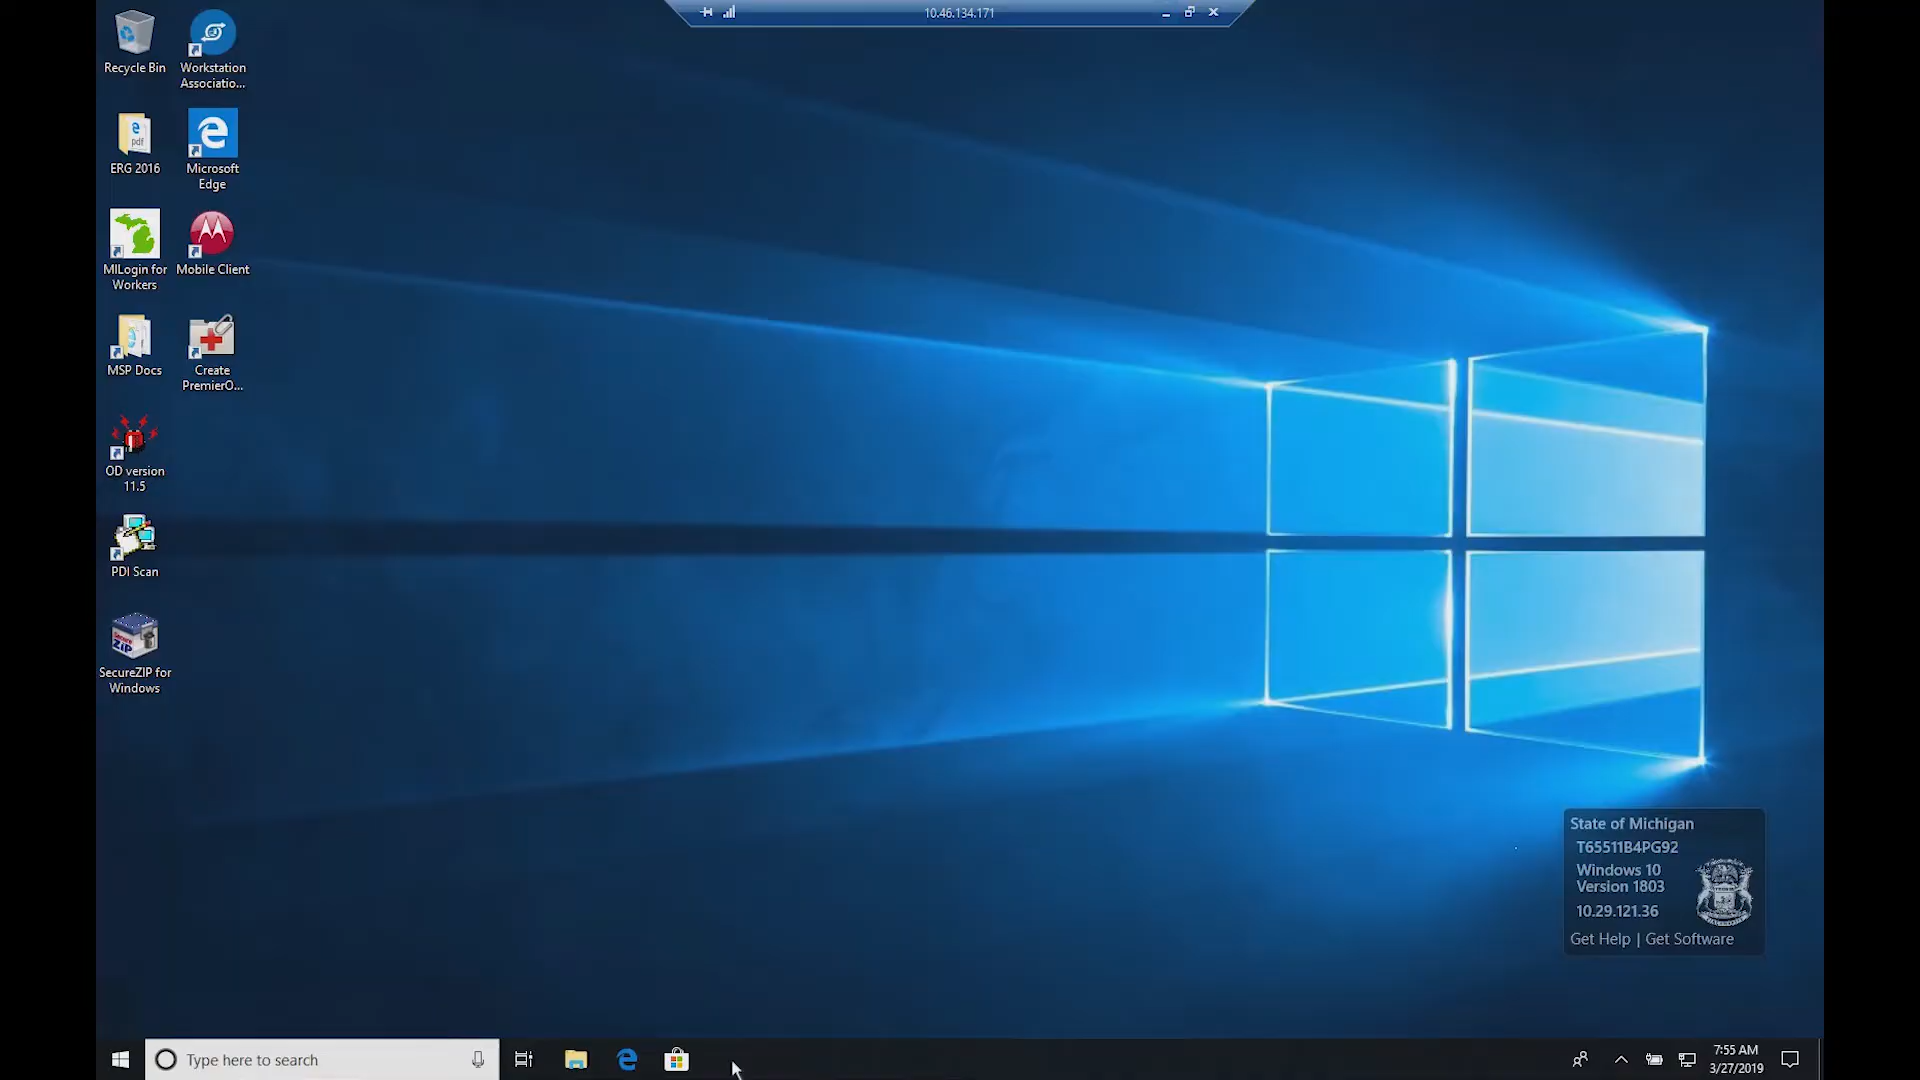 10.46.134.171
Recycle Bin
Workstation
Associatio...
ERG 2016
Microsoft
Edge
MILogin for
Workers
Mobile Client
MSP Docs
Create
PremierO...
OD version
11.5
PDI Scan
SecureZIP for
Windows
State of Michigan
T65511B4PG92
Windows 10
Version 1803
10.29.121.36
Get Help | Get Software
Type here to search
7:55 AM
3/27/2019